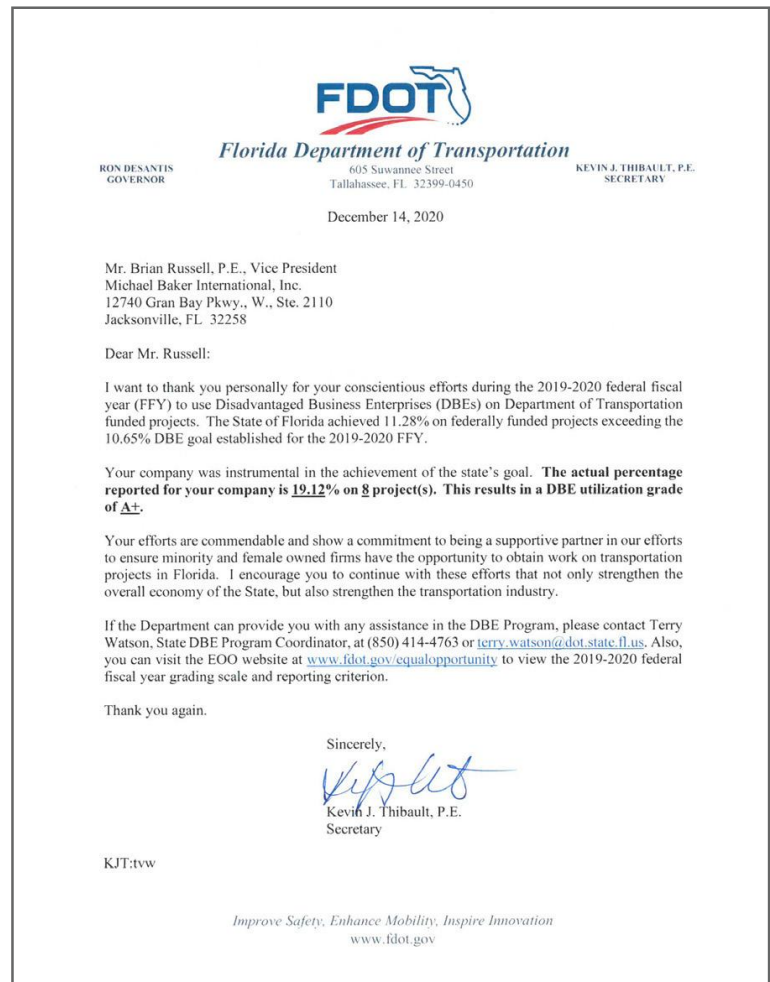 FDOT
Florida Department of Transportation
RON DESANTIS
GOVERNOR
605 Suwannee Street
Tallahassee, FL 32399-0450
KEVIN J. THIBAULT, P.E.
SECRETARY
December 14, 2020
Mr. Brian Russell, P.E., Vice President
Michael Baker International, Inc.
12740 Gran Bay Pkwy., W., Ste. 2110
Jacksonville, FL 32258
Dear Mr. Russell:
I want to thank you personally for your conscientious efforts during the 2019-2020 federal fiscal
year (FFY) to use Disadvantaged Business Enterprises (DBEs) on Department of Transportation
funded projects. The State of Florida achieved 11.28% on federally funded projects exceeding the
10.65% DBE goal established for the 2019-2020 FFY.
Your company was instrumental in the achievement of the state's goal. The actual percentage
reported for your company is 19.12% on 8 project(s). This results in a DBE utilization grade
of A+.
Your efforts are commendable and show a commitment to being a supportive partner in our efforts
to ensure minority and female owned firms have the opportunity to obtain work on transportation
projects in Florida. I encourage you to continue with these efforts that not only strengthen the
overall economy of the State, but also strengthen the transportation industry.
If the Department can provide you with any assistance in the DBE Program, please contact Terry
Watson, State DBE Program Coordinator, at (850) 414-4763 or terry.watson@dot.state.fl.us. Also,
you can visit the EOO website at www.fdot.gov/equalopportunity to view the 2019-2020 federal
fiscal year grading scale and reporting criterion.
Thank you again.
Sincerely,
Kevin J. Thibault, P.E.
Secretary
KJT:tvw
Improve Safety, Enhance Mobility, Inspire Innovation
www.fdot.gov